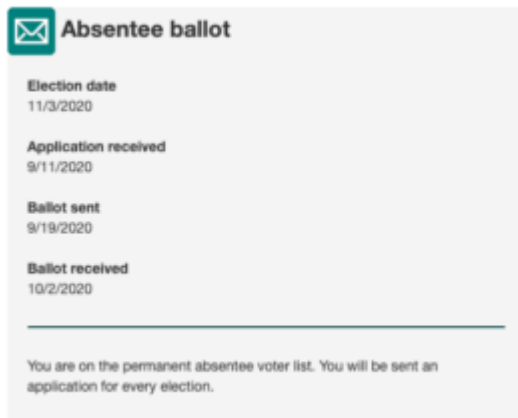 Absentee ballot
Election date
11/3/2020
Application received
9/11/2020
Ballot sent
9/19/2020
Ballot received
10/2/2020
You are on the permanent absentee voter list. You will be sent an
application for every election.